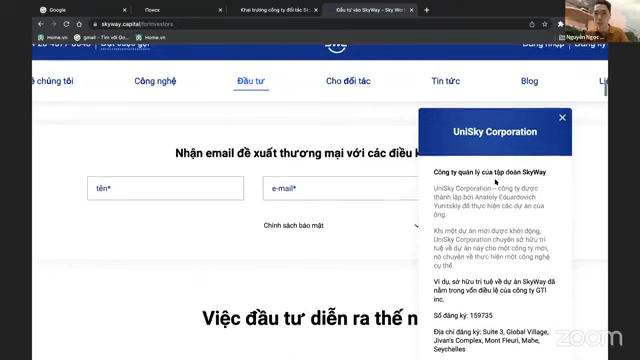 Google
Поиск
Khai trương công ty đối tác
Đầu tư vào SkyWay - Sky Wor
skyway.capital/forinvestors
Home.vn
gmail - Tìm với Go...
Home.vn
Nguyễn Ngọc
SWC
Đăng nhập
Đăng ký
ề chúng tôi
Công nghệ
Đầu tư
Cho đối tác
Tin tức
Blog
Liê
UniSky Corporation
Nhận email đề xuất thương mại với các điều k
tên*
e-mail*
Chính sách bảo mật
Công ty quản lý của tập đoàn SkyWay
UniSky Corporation – công ty được
thành lập bởi Anatoly Eduardovich
Yunitskiy để thực hiện các dự án của
ông.
Khi một dự án mới được khởi động,
UniSky Corporation chuyển sở hữu trí
tuệ về dự án này cho một công ty mới,
nó chuyên về thực hiện một công nghệ
cụ thể.
Ví dụ, sở hữu trí tuệ về dự án SkyWay đã
nằm trong vốn điều lệ của công ty GTI
inc.
Số đăng ký: 159735
Địa chỉ đăng ký: Suite 3, Global Village,
Jivan's Complex, Mont Fleuri, Mahe,
Seychelles
Việc đầu tư diễn ra thế n
zoom